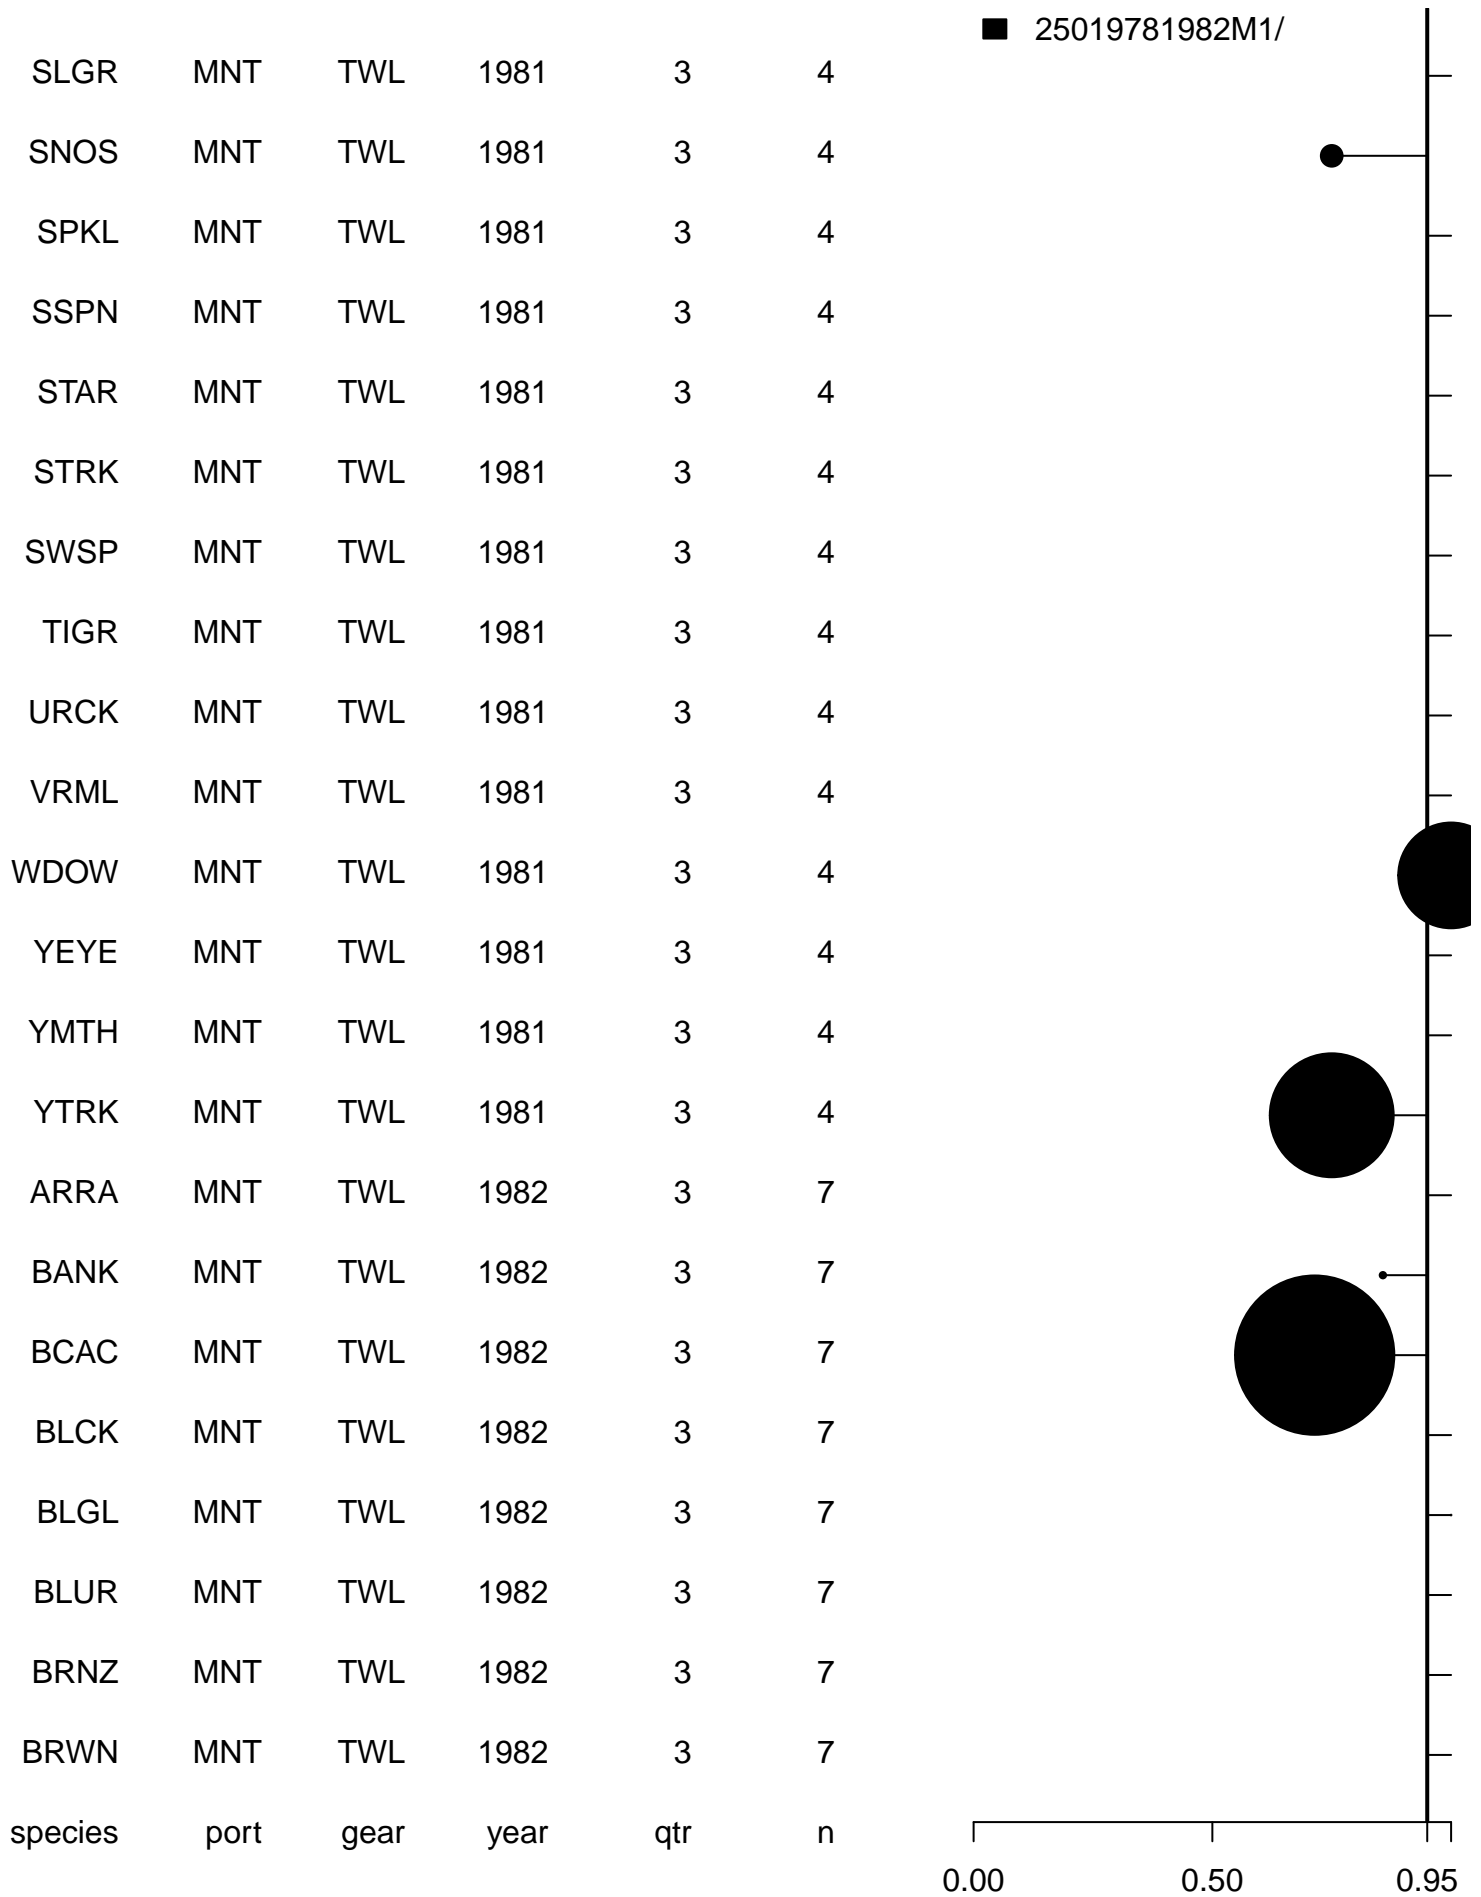 25019781982M1/
SLGR MNT TWL 1981 3 4
SNOS MNT TWL 1981 3 4
SPKL MNT TWL 1981 3 4
SSPN MNT TWL 1981 3 4
STAR MNT TWL 1981 3 4
STRK MNT TWL 1981 3 4
SWSP MNT TWL 1981 3 4
TIGR MNT TWL 1981 3 4
URCK MNT TWL 1981 3 4
VRML MNT TWL 1981 3 4
WDOW MNT TWL 1981 3 4
YEYE MNT TWL 1981 3 4
YMTH MNT TWL 1981 3 4
YTRK MNT TWL 1981 3 4
ARRA MNT TWL 1982 3 7
BANK MNT TWL 1982 3 7
BCAC MNT TWL 1982 3 7
BLCK MNT TWL 1982 3 7
BLGL MNT TWL 1982 3 7
BLUR MNT TWL 1982 3 7
BRNZ MNT TWL 1982 3 7
BRWN MNT TWL 1982 3 7
species port gear year qtr n
0.00 0.50 0.95